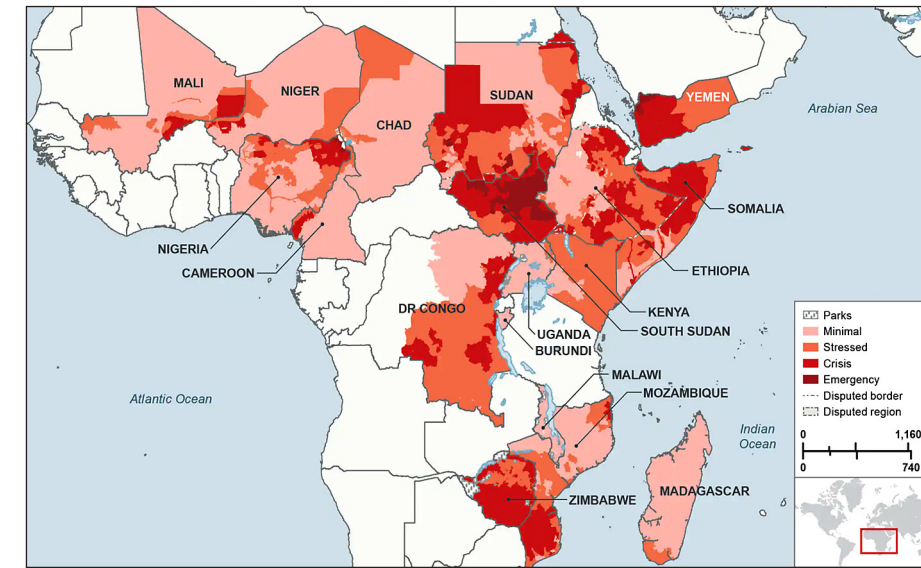 MALI
NIGER
CHAD
SUDAN
YEMEN
Arabian Sea
SOMALIA
NIGERIA
CAMEROON
ETHIOPIA
DR CONGO
KENYA
SOUTH SUDAN
UGANDA
BURUNDI
MALAWI
MOZAMBIQUE
Atlantic Ocean
Indian
Ocean
ZIMBABWE
MADAGASCAR
Parks
Minimal
Stressed
Crisis
Emergency
Disputed border
Disputed region
0 1,160
0 740